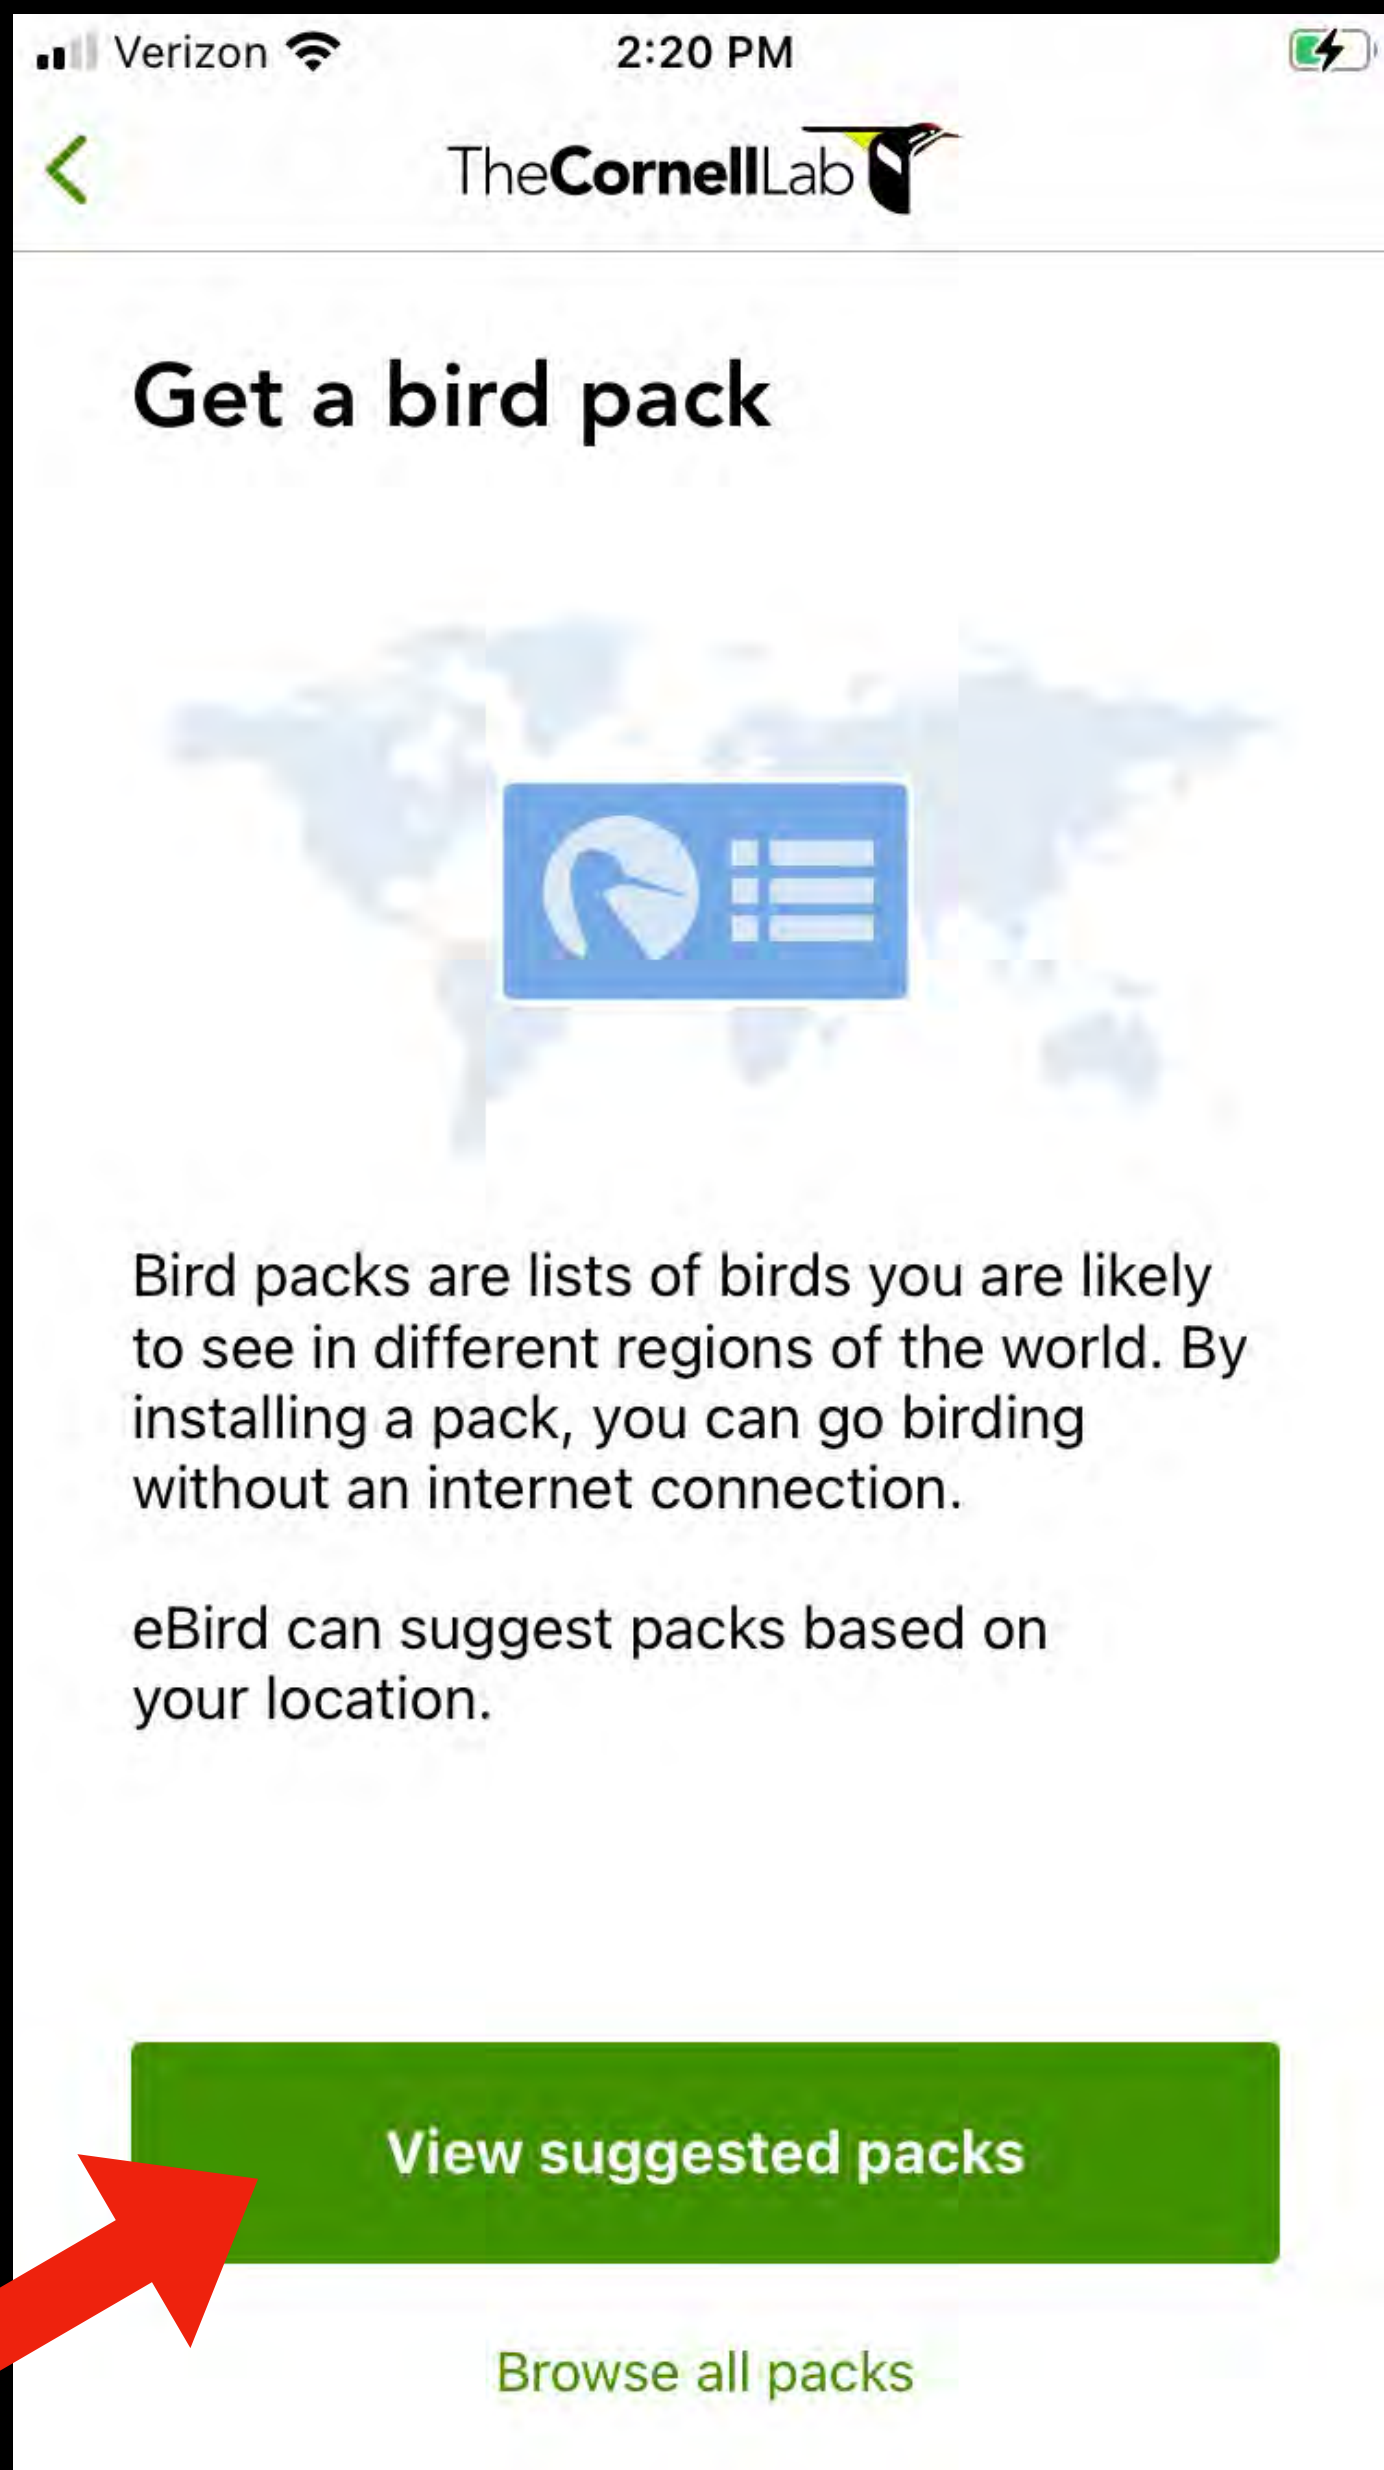 Verizon
2:20 PM
TheCornellLab
Get a bird pack
Bird packs are lists of birds you are likely
to see in different regions of the world. By
installing a pack, you can go birding
without an internet connection.
eBird can suggest packs based on
your location.
View suggested packs
Browse all packs